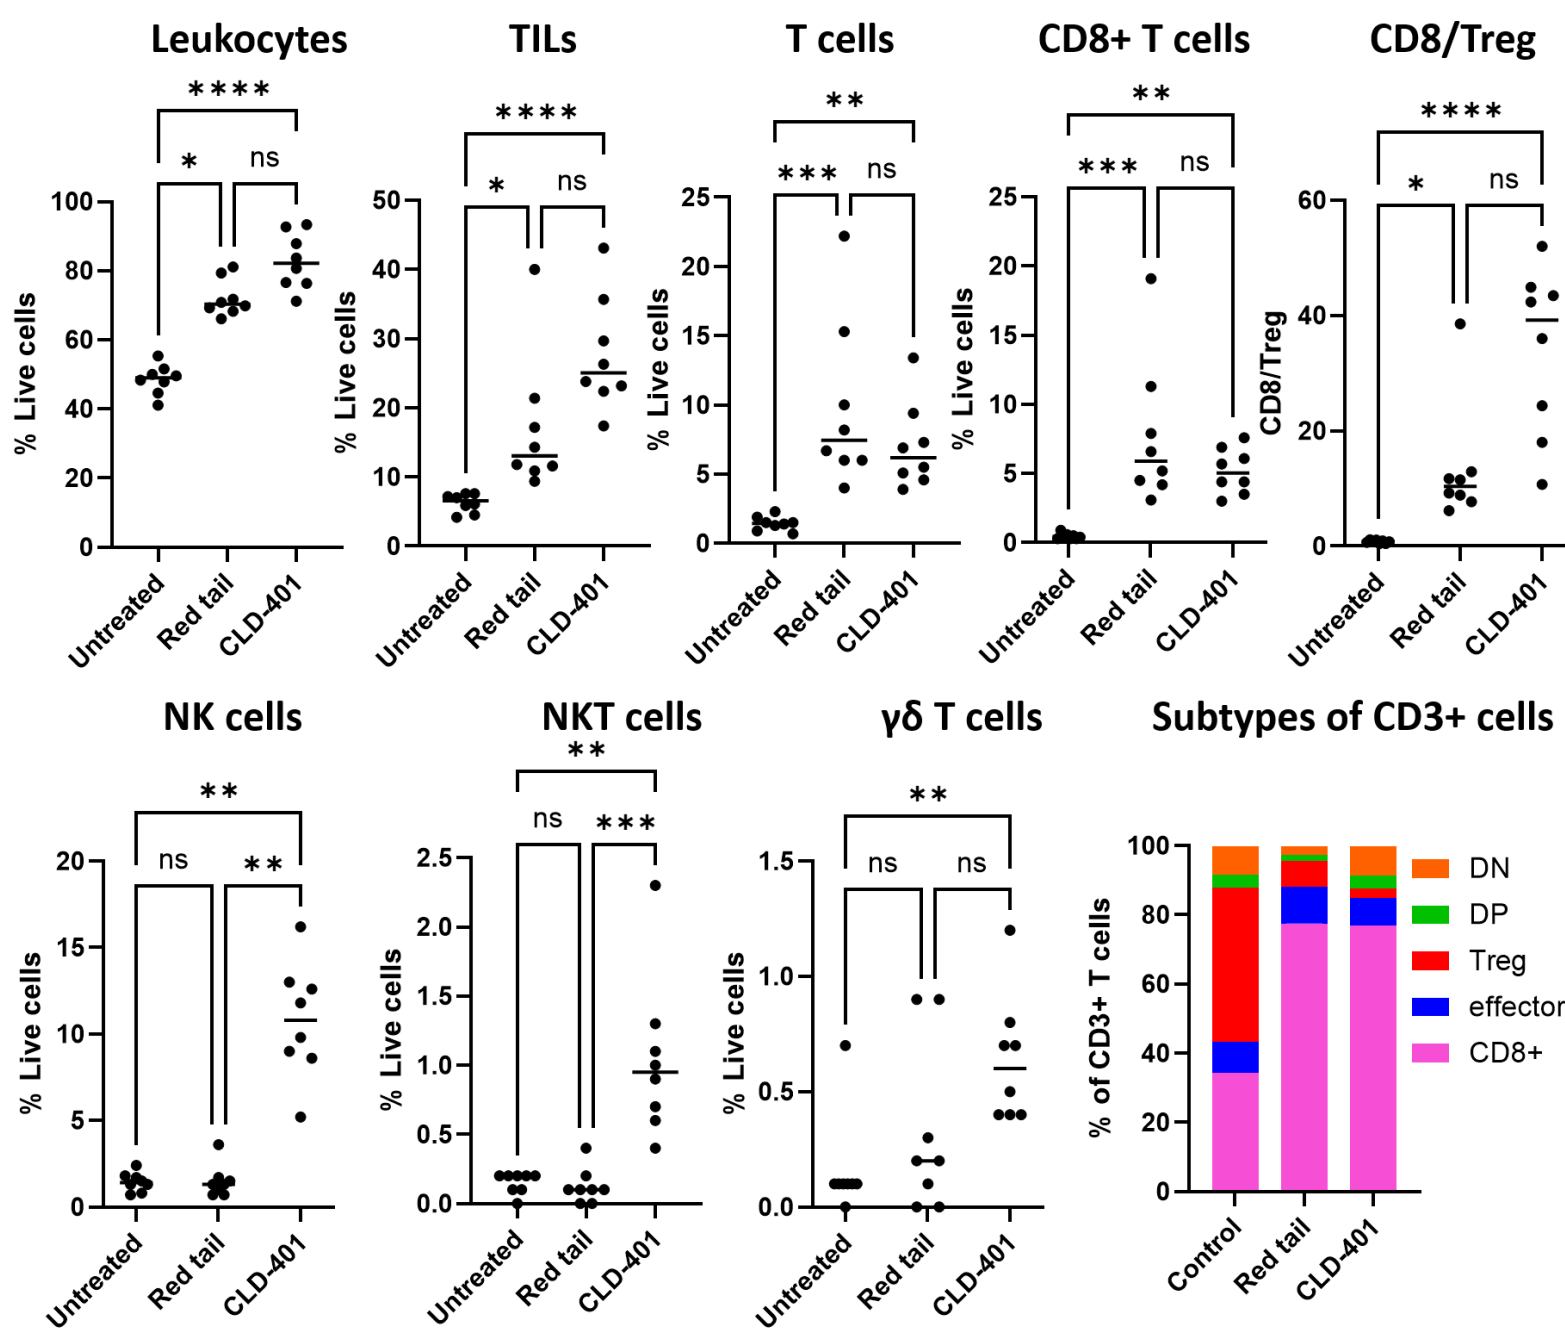 Leukocytes TILs T cells CD8+ T cells CD8/Treg
**** **** ** ** ****
* ns * ns *** ns *** ns * ns
% Live cells
100
80
60
40
20
0
Untreated Red tail CLD-401
% Live cells
50
40
30
20
10
0
Untreated Red tail CLD-401
% Live cells
25
20
15
10
5
0
Untreated Red tail CLD-401
% Live cells
25
20
15
10
5
0
Untreated Red tail CLD-401
CD8/Treg
60
40
20
0
Untreated Red tail CLD-401
NK cells NKT cells γδ T cells Subtypes of CD3+ cells
**
ns **
% Live cells
20
15
10
5
0
Untreated Red tail CLD-401
**
ns ***
% Live cells
2.5
2.0
1.5
1.0
0.5
0.0
Untreated Red tail CLD-401
**
ns ns
% Live cells
1.5
1.0
0.5
0.0
Untreated Red tail CLD-401
% of CD3+ T cells
100
80
60
40
20
0
Control Red tail CLD-401
DN
DP
Treg
effector
CD8+